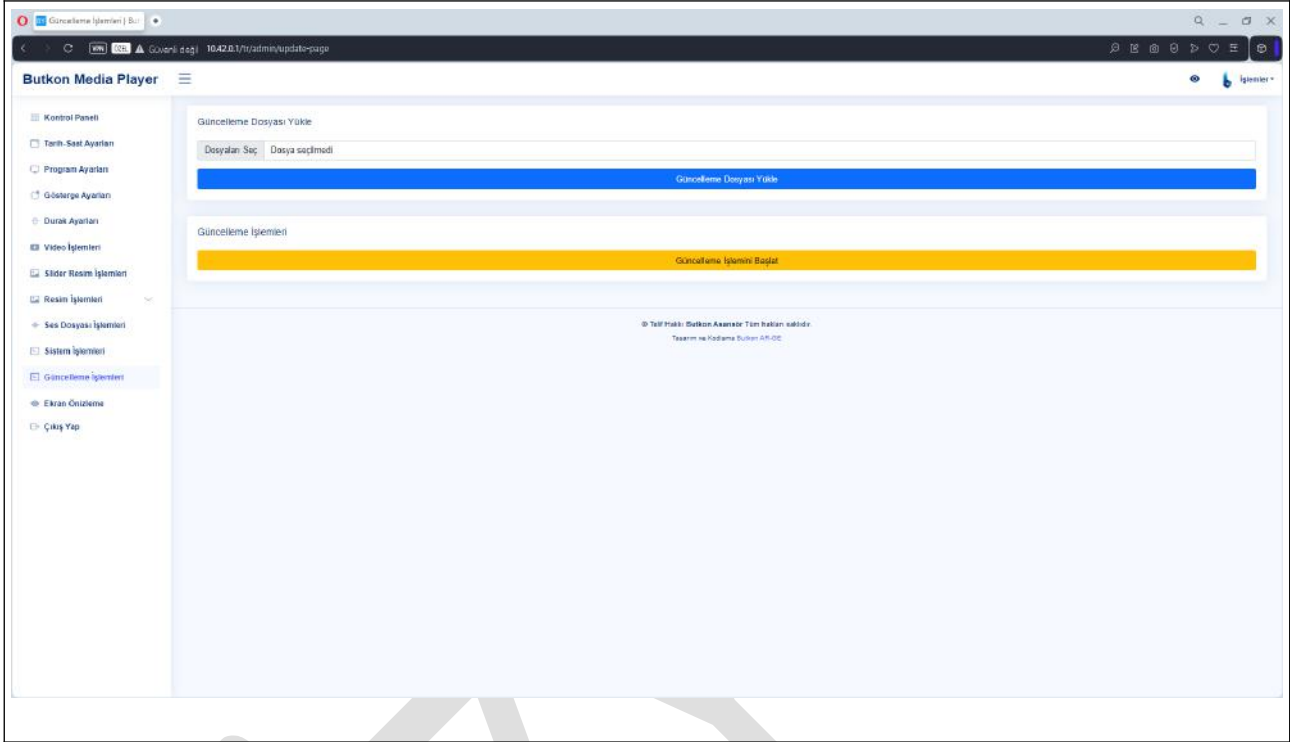 Güncelleme İşlemleri | But
VPN ÖZEL Güvenli değil 10.42.0.1/tr/admin/update-page
Butkon Media Player
İşlemler
Kontrol Paneli
Tarih-Saat Ayarları
Program Ayarları
Gösterge Ayarları
Durak Ayarları
Video İşlemleri
Slider Resim İşlemleri
Resim İşlemleri
Ses Dosyası İşlemleri
Sistem İşlemleri
Güncelleme İşlemleri
Ekran Önizleme
Çıkış Yap
Güncelleme Dosyası Yükle
Dosyaları Seç Dosya seçilmedi
Güncelleme Dosyası Yükle
Güncelleme İşlemleri
Güncelleme İşlemini Başlat
© Telif Hakkı Butkon Asansör Tüm hakları saklıdır.
Tasarım ve Kodlama Butkon AR-GE